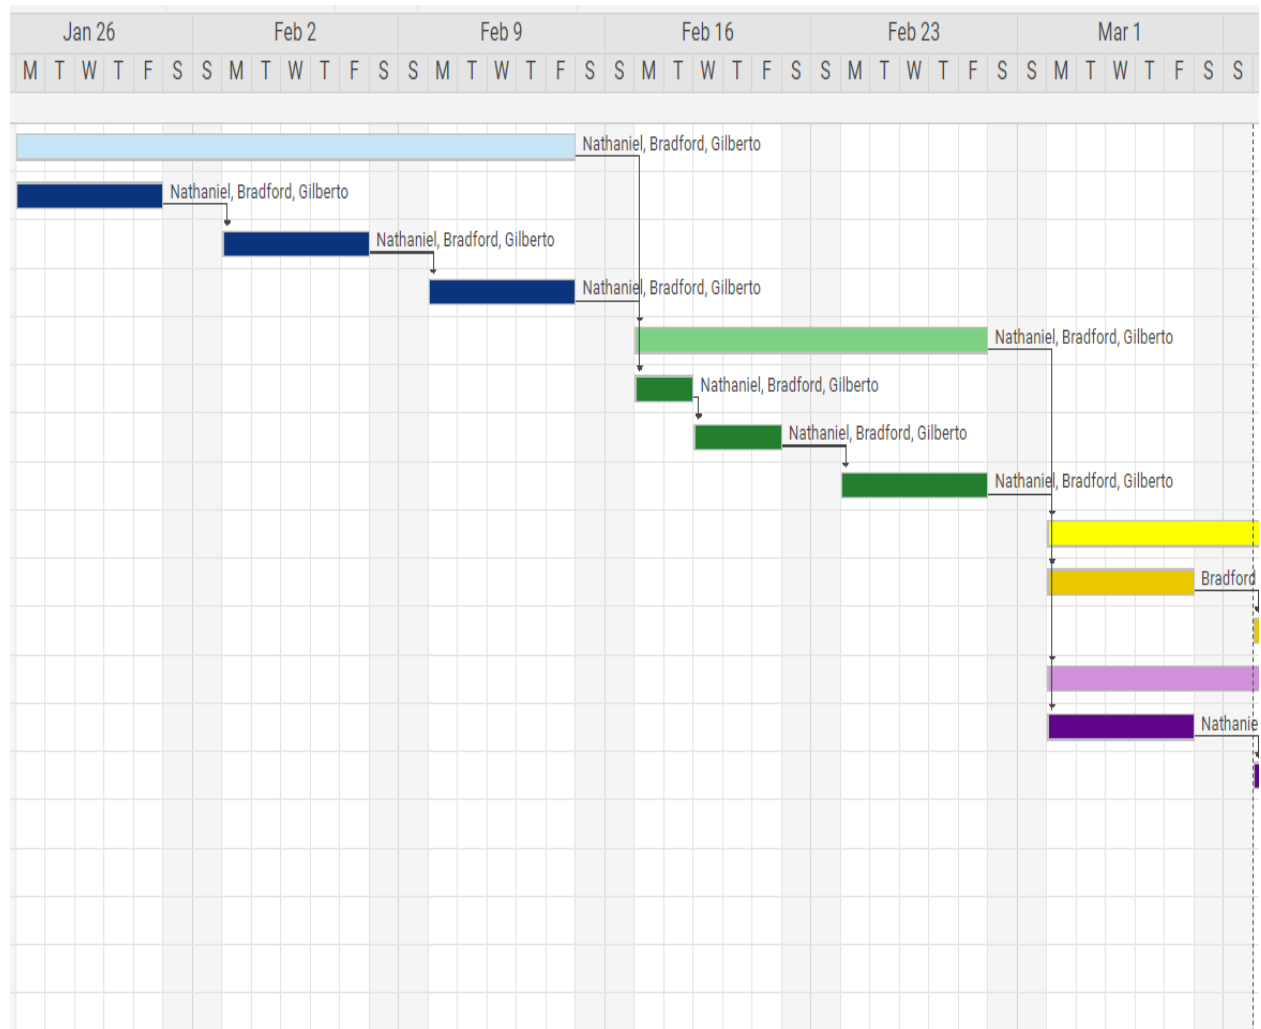 Jan 26 Feb 2 Feb 9 Feb 16 Feb 23 Mar 1
M T W T F S S M T W T F S S M T W T F S S M T W T F S S M T W T F S S M T W T F S S
Nathaniel, Bradford, Gilberto
Nathaniel, Bradford, Gilberto
Nathaniel, Bradford, Gilberto
Nathaniel, Bradford, Gilberto
Nathaniel, Bradford, Gilberto
Nathaniel, Bradford, Gilberto
Nathaniel, Bradford, Gilberto
Nathaniel, Bradford, Gilberto
Bradford
Nathanie